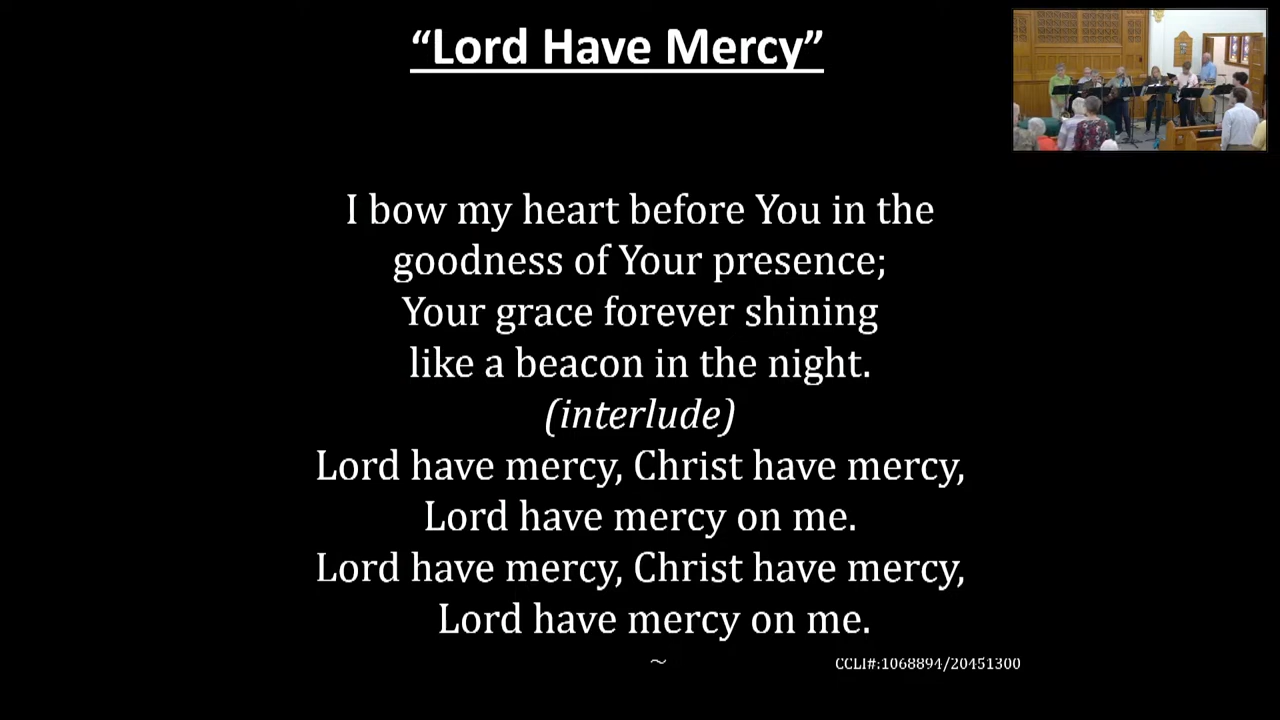 “Lord Have Mercy”
I bow my heart before You in the
goodness of Your presence;
Your grace forever shining
like a beacon in the night.
(interlude)
Lord have mercy, Christ have mercy,
Lord have mercy on me.
Lord have mercy, Christ have mercy,
Lord have mercy on me.
~
CCLI#:1068894/20451300